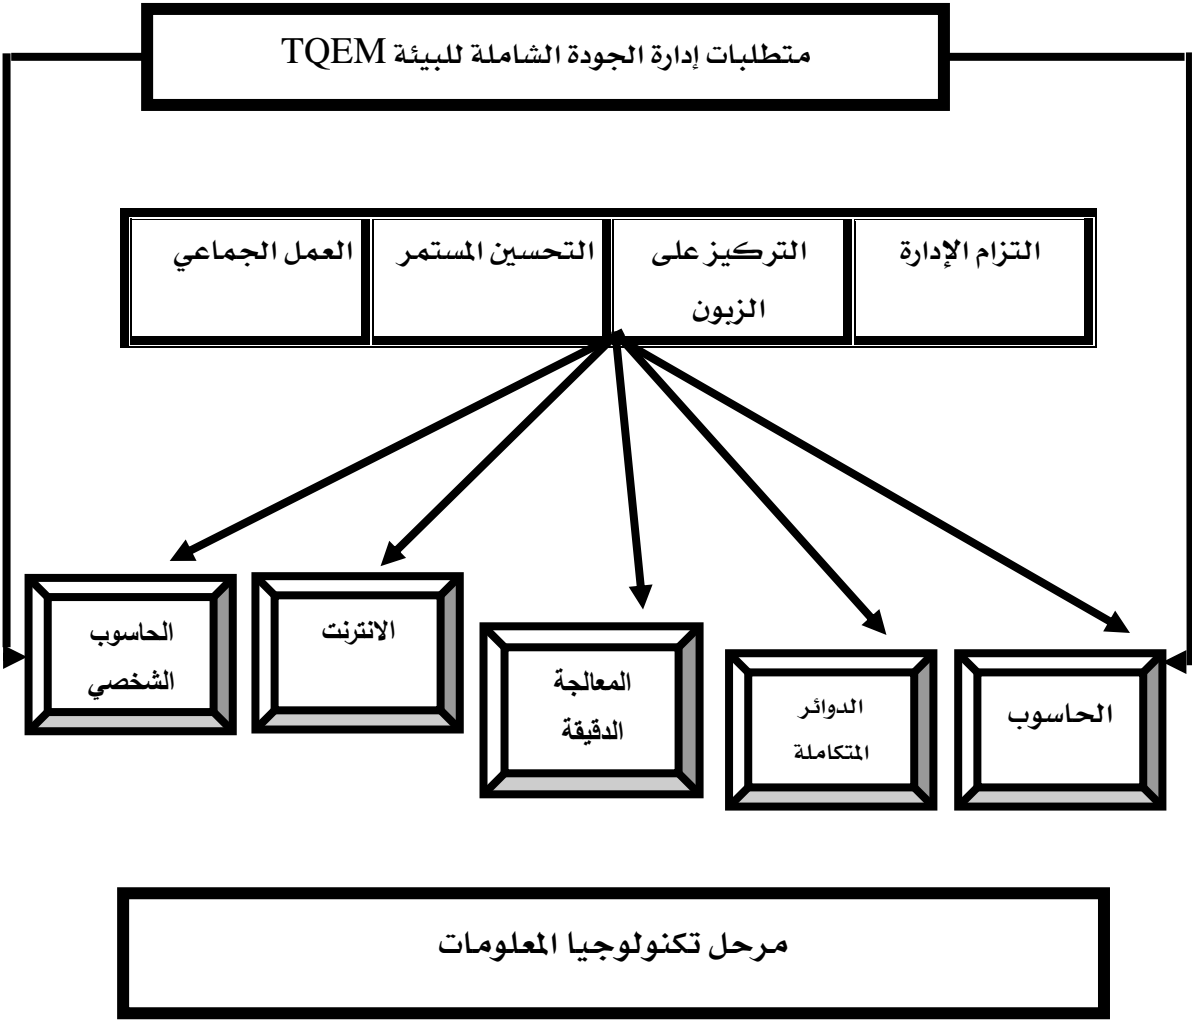 متطلبات إدارة الجودة الشاملة للبيئة TQEM
التزام الإدارة
التركيز على
الزبون
التحسين المستمر
العمل الجماعي
الحاسوب
الدوائر
المتكاملة
المعالجة
الدقيقة
الانترنت
الحاسوب
الشخصي
مرحل تكنولوجيا المعلومات